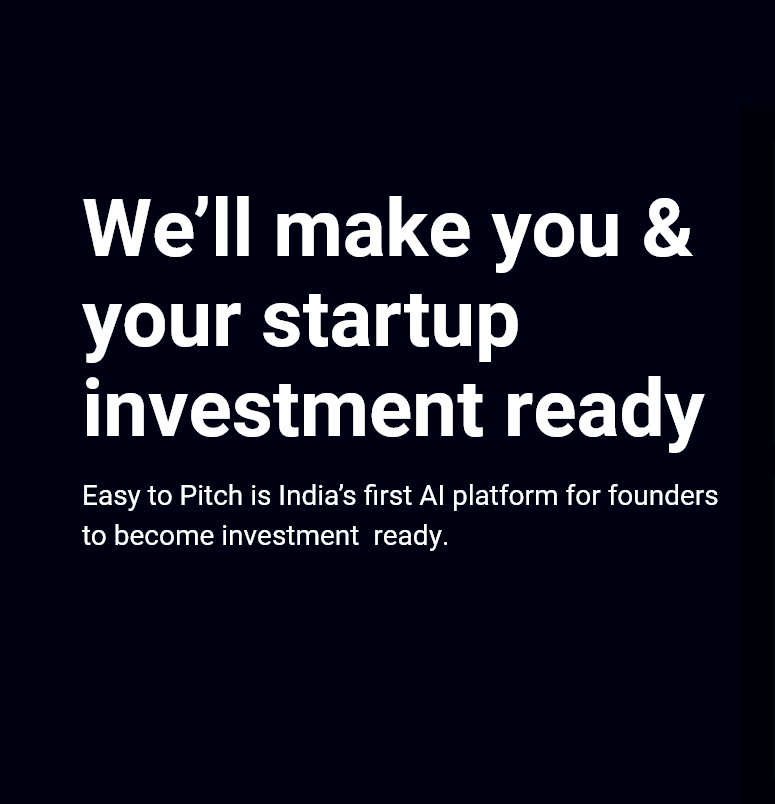 We’ll make you &
your startup
investment ready
Easy to Pitch is India’s first AI platform for founders
to become investment  ready.